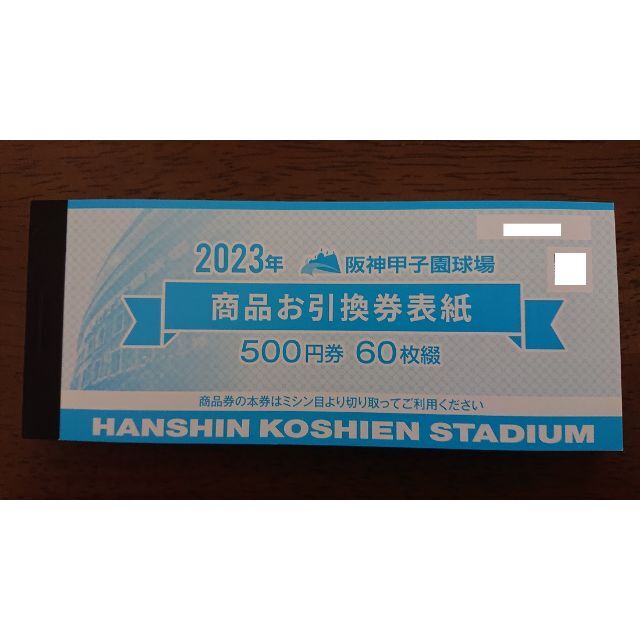 2023年 阪神甲子園球場
商品お引換券表紙
500円券 60枚綴
商品券の本券はミシン目より切り取ってご利用ください
HANSHIN KOSHIEN STADIUM